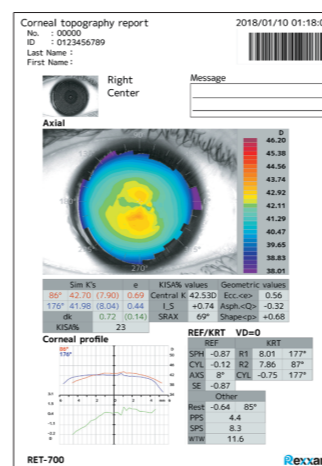 Corneal topography report
2018/01/10 01:18:0
No. : 00000
ID : 0123456789
Last Name :
First Name :
Right
Center
Message
Axial
D
46.20
45.38
44.56
43.74
42.92
42.11
41.29
40.47
39.65
38.83
38.01
270°
Sim K's e KISA% values Geometric values
86° 42.70 (7.90) 0.69 Central K 42.53D Ecc.<e> 0.56
176° 41.98 (8.04) 0.44 I_S +0.74 Asph.<Q> -0.32
dk 0.72 (0.14) SRAX 69° Shape<p> +0.68
KISA% 23
Corneal profile
86°
176°
REF/KRT VD=0
REF KRT
SPH -0.87 R1 8.01 177°
CYL -0.12 R2 7.86 87°
AXS 8° CYL -0.75 177°
SE -0.87
Other
Rest -0.64 85°
PPS 4.4
SPS 8.3
WTW 11.6
RET-700
Rexxam